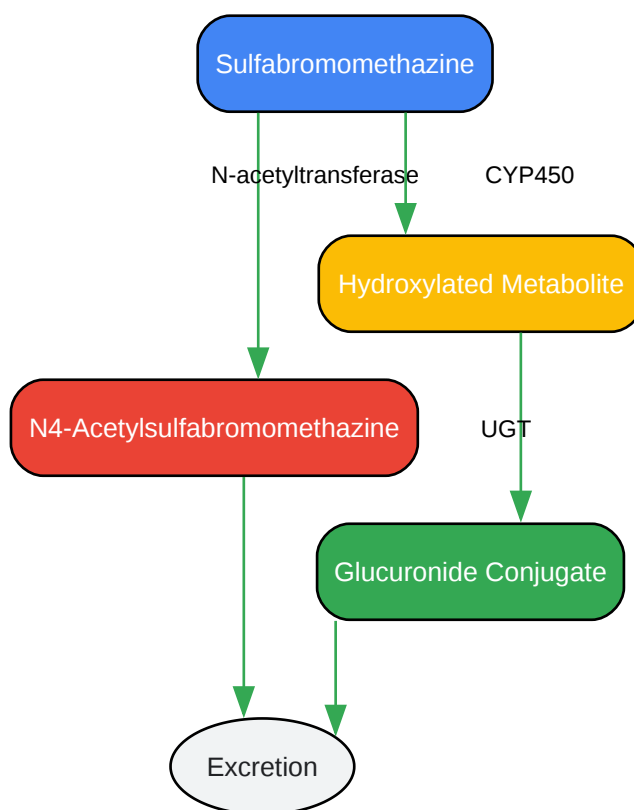 Sulfabromomethazine
N-acetyltransferase
CYP450
Hydroxylated Metabolite
N4-Acetylsulfabromomethazine
UGT
Glucuronide Conjugate
Excretion